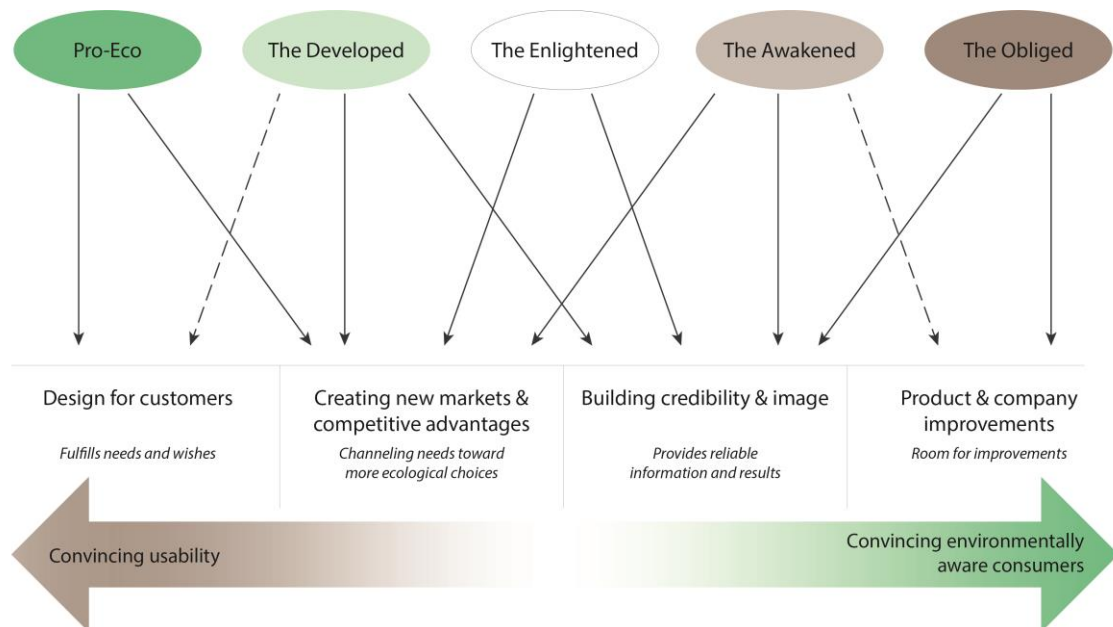 Pro-Eco
The Developed
The Enlightened
The Awakened
The Obliged
Design for customers
Fulfills needs and wishes
Creating new markets &
competitive advantages
Channeling needs toward
more ecological choices
Building credibility & image
Provides reliable
information and results
Product & company
improvements
Room for improvements
Convincing usability
Convincing environmentally
aware consumers